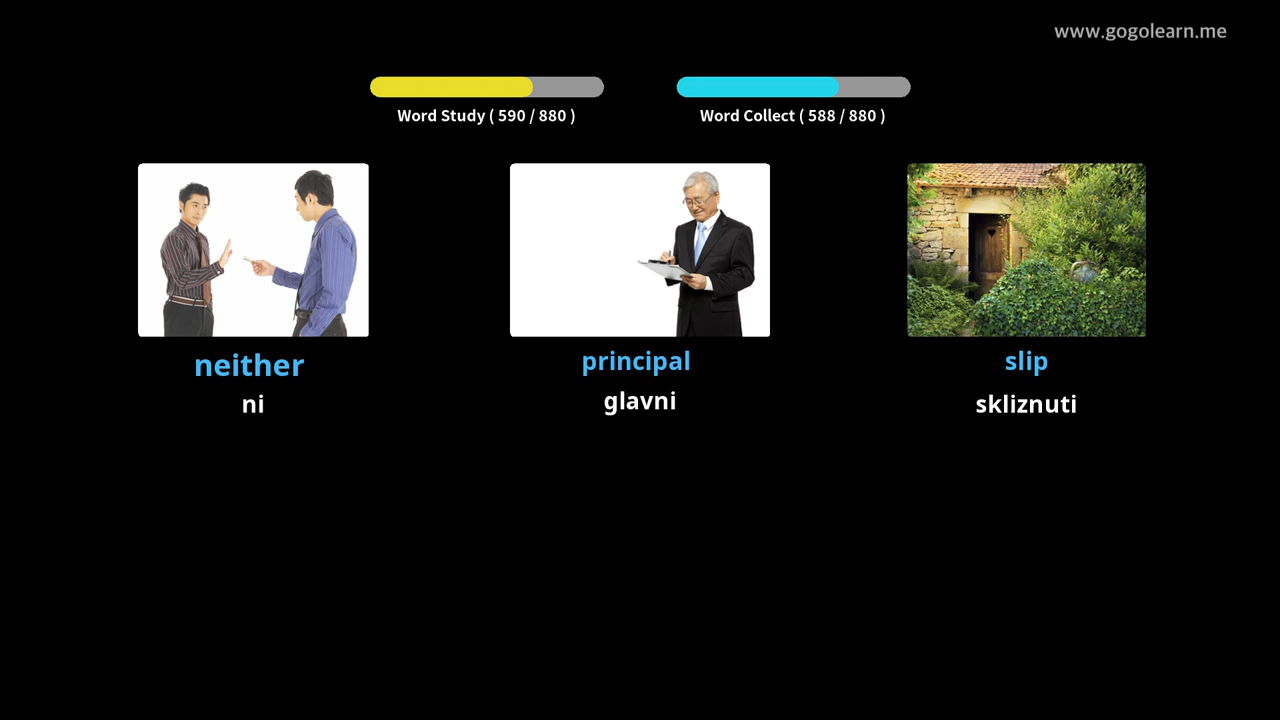 www.gogolearn.me
Word Study ( 590 / 880 )
Word Collect ( 588 / 880 )
neither
principal
slip
ni
glavni
skliznuti